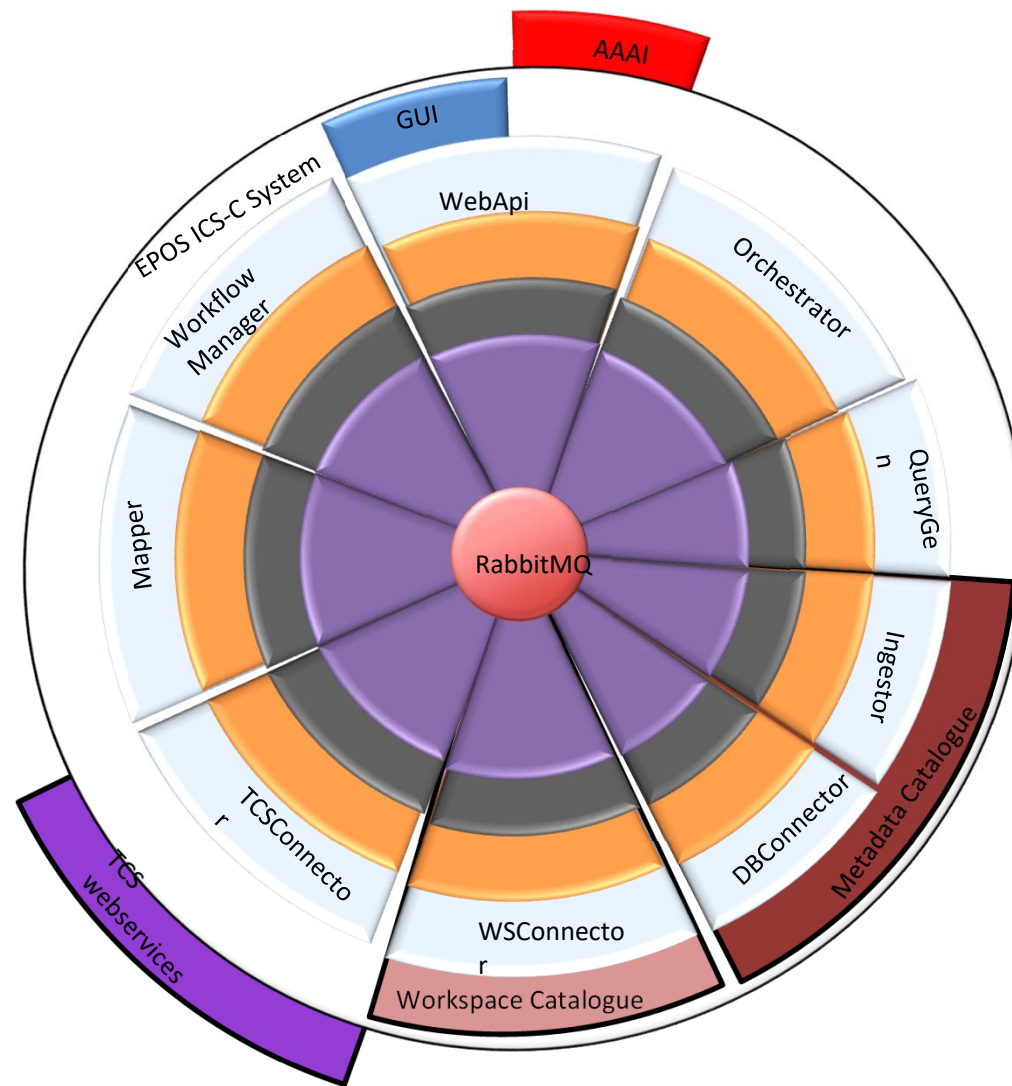 AAAI
GUI
EPOS ICS-C System
WebApi
Workflow
Manager
Orchestrator
QueryGe
n
Mapper
RabbitMQ
Ingestor
Metadata Catalogue
DBConnector
TCSConnecto
r
WSConnecto
r
TCS
webservices
Workspace Catalogue